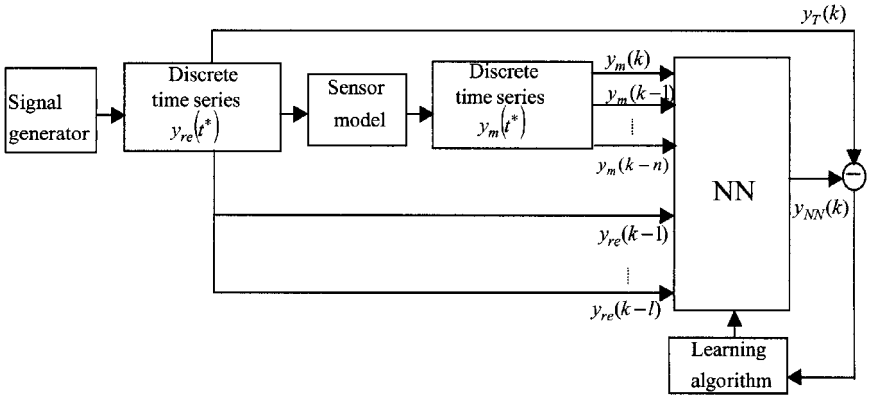 y_T(k)
Signal
generator
Discrete
time series
y_re(t*)
Sensor
model
Discrete
time series
y_m(t*)
y_m(k)
y_m(k-1)
y_m(k-n)
y_re(k-1)
y_re(k-l)
NN
y_NN(k)
Learning
algorithm